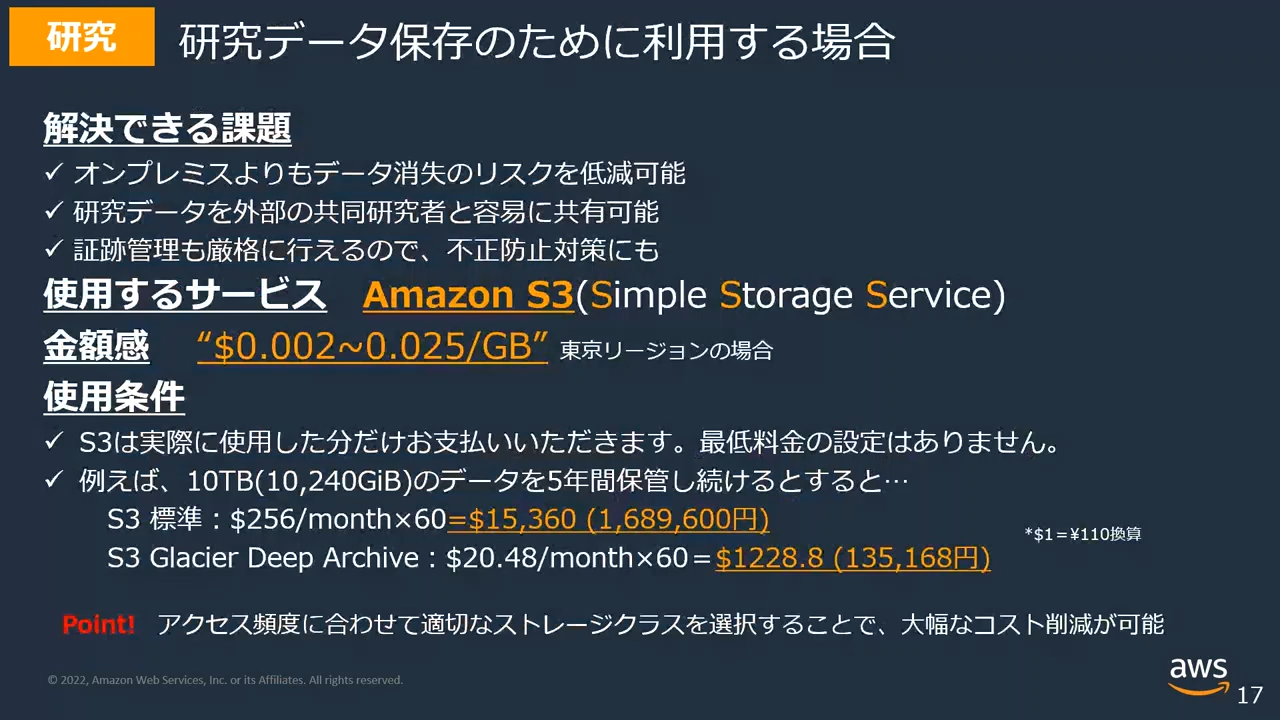 研究
研究データ保存のために利用する場合
解決できる課題
✓ オンプレミスよりもデータ消失のリスクを低減可能
✓ 研究データを外部の共同研究者と容易に共有可能
✓ 証跡管理も厳格に行えるので、不正防止対策にも
使用するサービス Amazon S3(Simple Storage Service)
金額感 “$0.002~0.025/GB” 東京リージョンの場合
使用条件
✓ S3は実際に使用した分だけお支払いいただきます。最低料金の設定はありません。
✓ 例えば、10TB(10,240GiB)のデータを5年間保管し続けるとすると…
S3 標準：$256/month×60=$15,360 (1,689,600円)
*$1＝¥110換算
S3 Glacier Deep Archive：$20.48/month×60＝$1228.8 (135,168円)
Point! アクセス頻度に合わせて適切なストレージクラスを選択することで、大幅なコスト削減が可能
© 2022, Amazon Web Services, Inc. or its Affiliates. All rights reserved.
aws
17